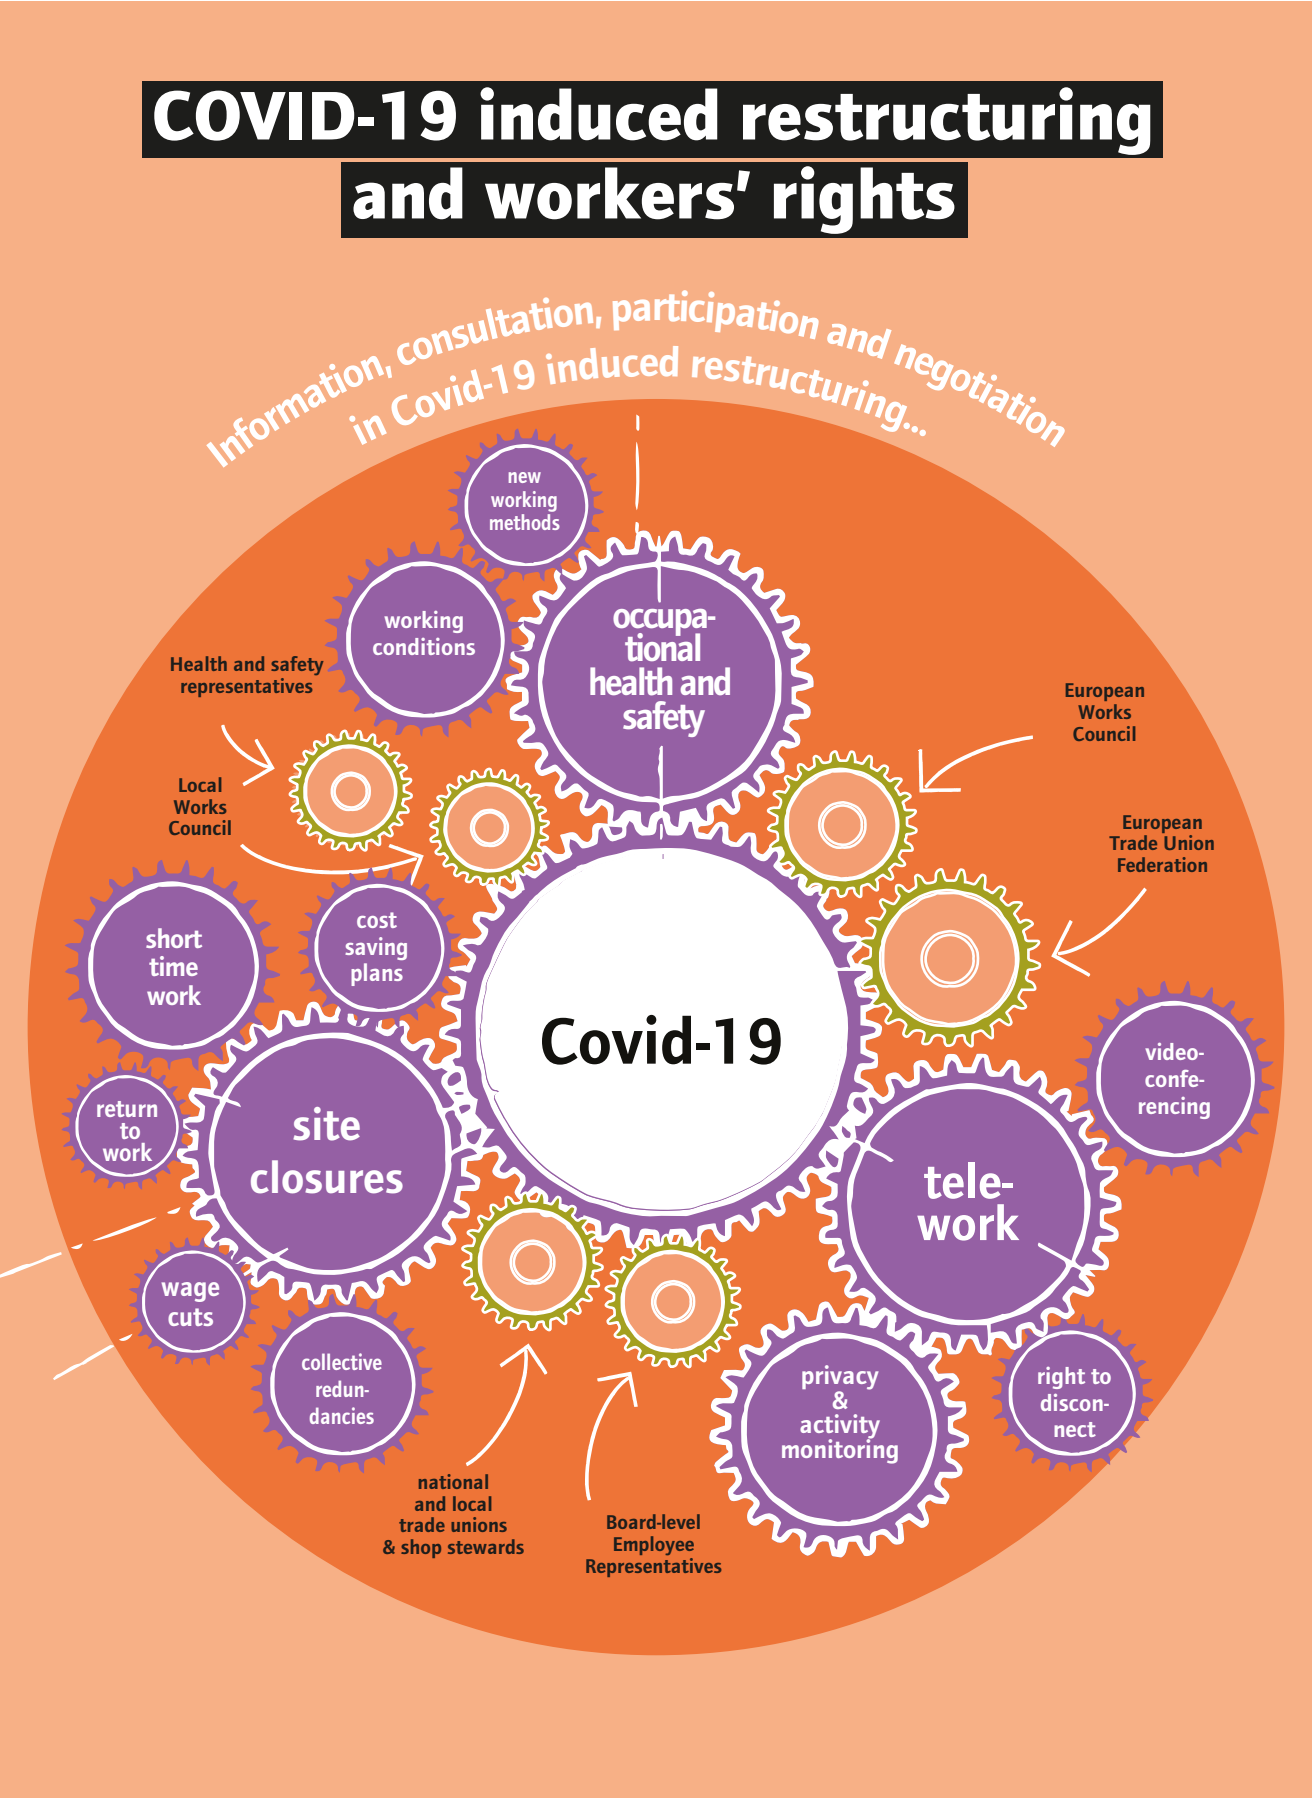 COVID-19 induced restructuring
and workers’ rights
Information, consultation, participation and negotiation
in Covid-19 induced restructuring...
new
working
methods
working
conditions
occupa-
tional
health and
safety
Health and safety
representatives
Local
Works
Council
European
Works
Council
European
Trade Union
Federation
short
time
work
cost
saving
plans
Covid-19
video-
confe-
rencing
return
to
work
site
closures
tele-
work
wage
cuts
collective
redun-
dancies
privacy
&
activity
monitoring
right to
discon-
nect
national
and local
trade unions
& shop stewards
Board-level
Employee
Representatives